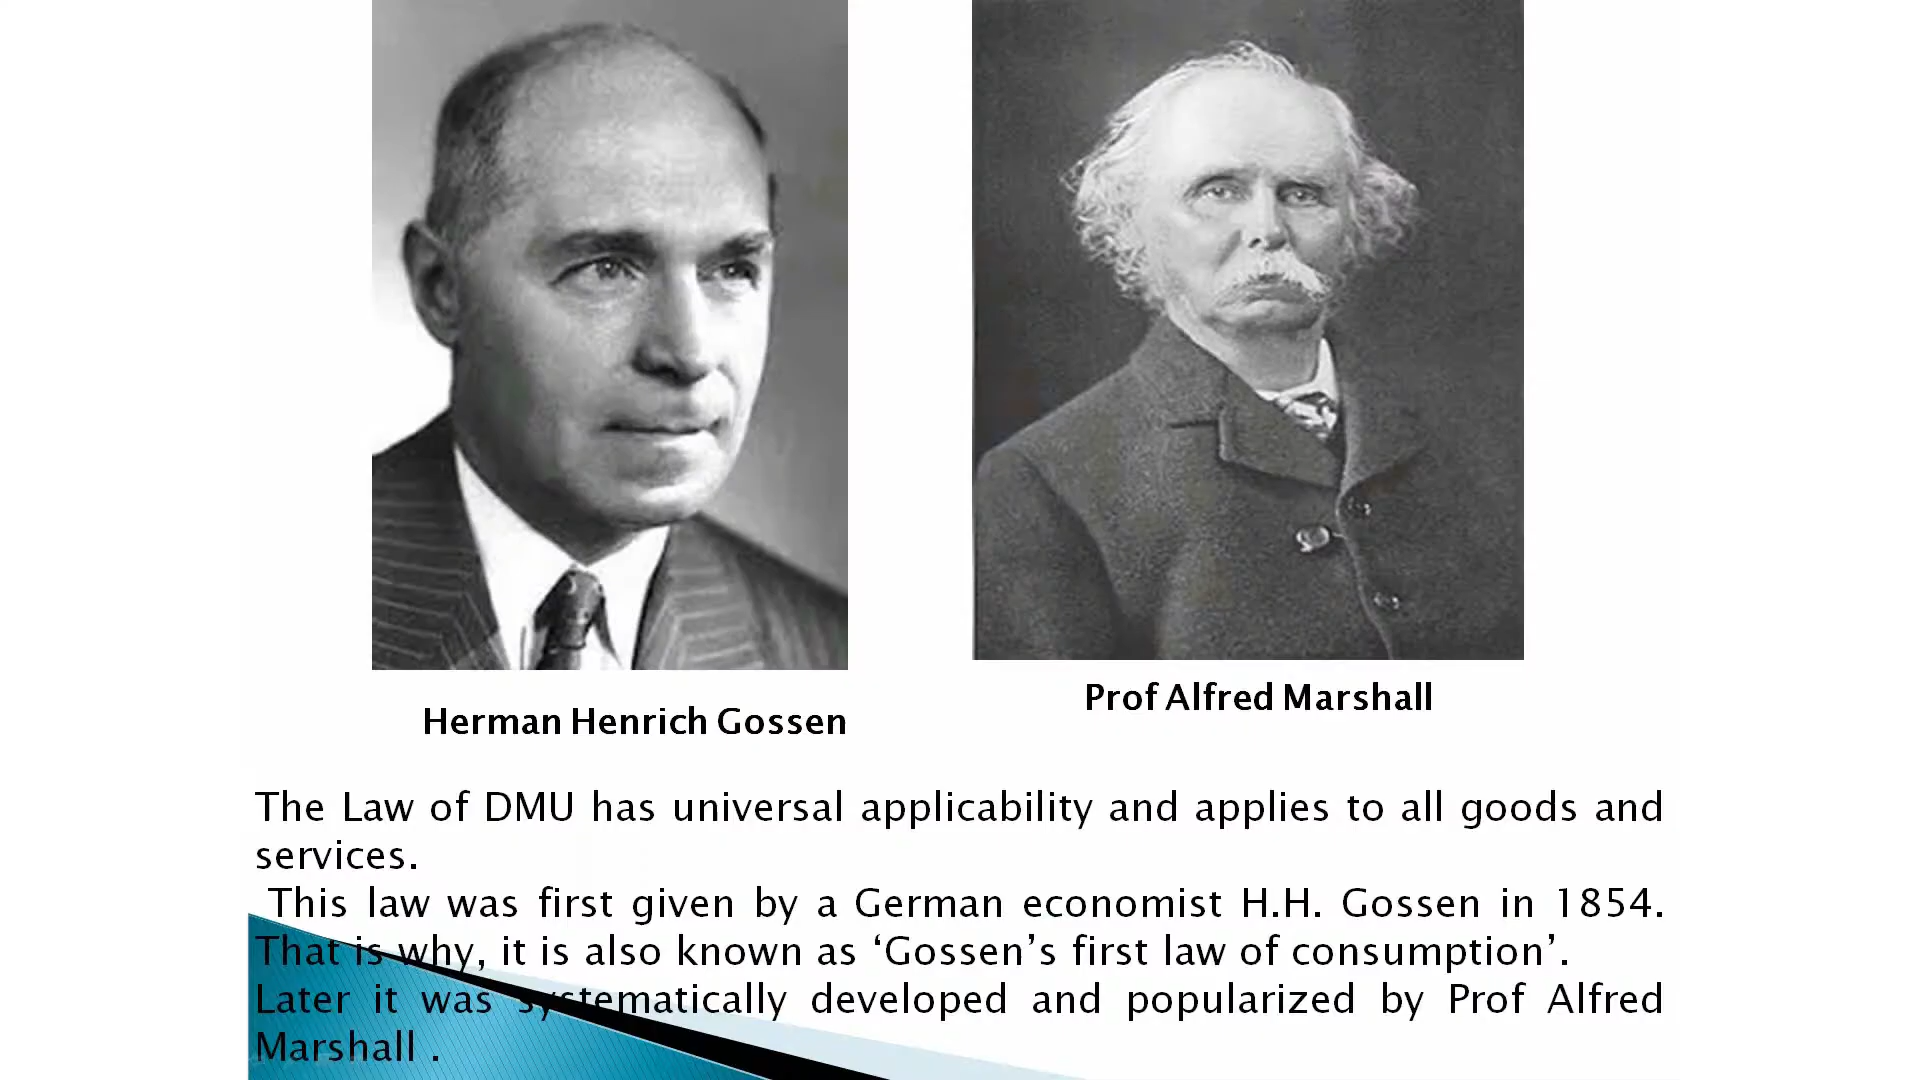 Herman Henrich Gossen
Prof Alfred Marshall
The Law of DMU has universal applicability and applies to all goods and
services.
This law was first given by a German economist H.H. Gossen in 1854.
That is why, it is also known as ‘Gossen’s first law of consumption’.
Later it was systematically developed and popularized by Prof Alfred
Marshall .